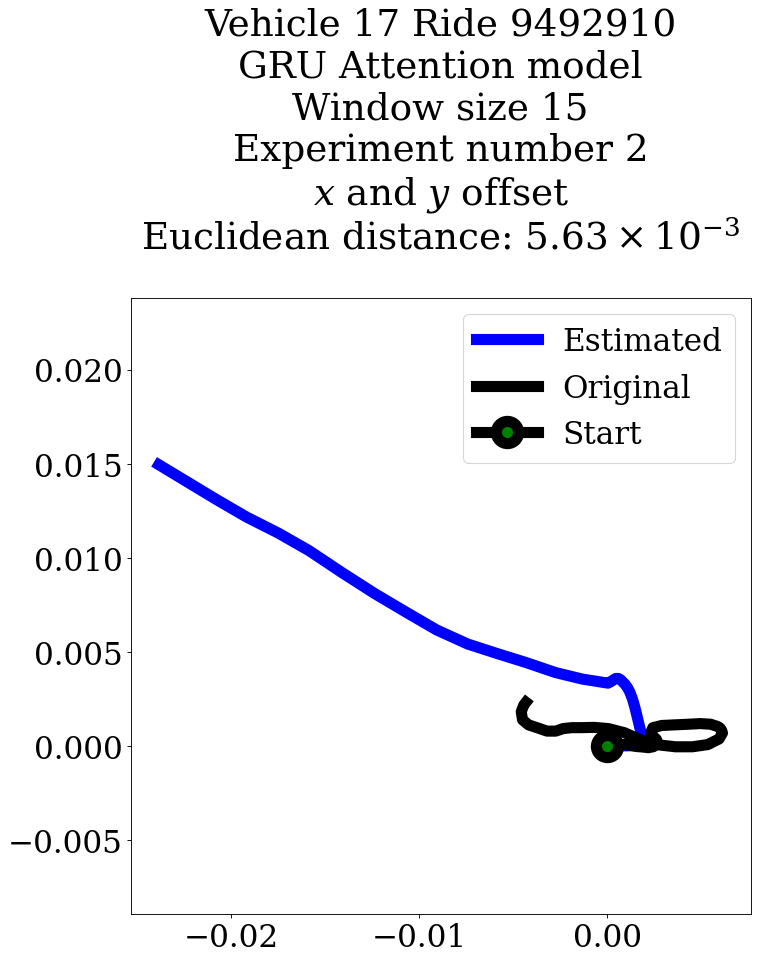 Vehicle 17 Ride 9492910
GRU Attention model
Window size 15
Experiment number 2
x and y offset
Euclidean distance: 5.63 × 10⁻³
Estimated
Original
Start
0.020
0.015
0.010
0.005
0.000
−0.005
−0.02
−0.01
0.00